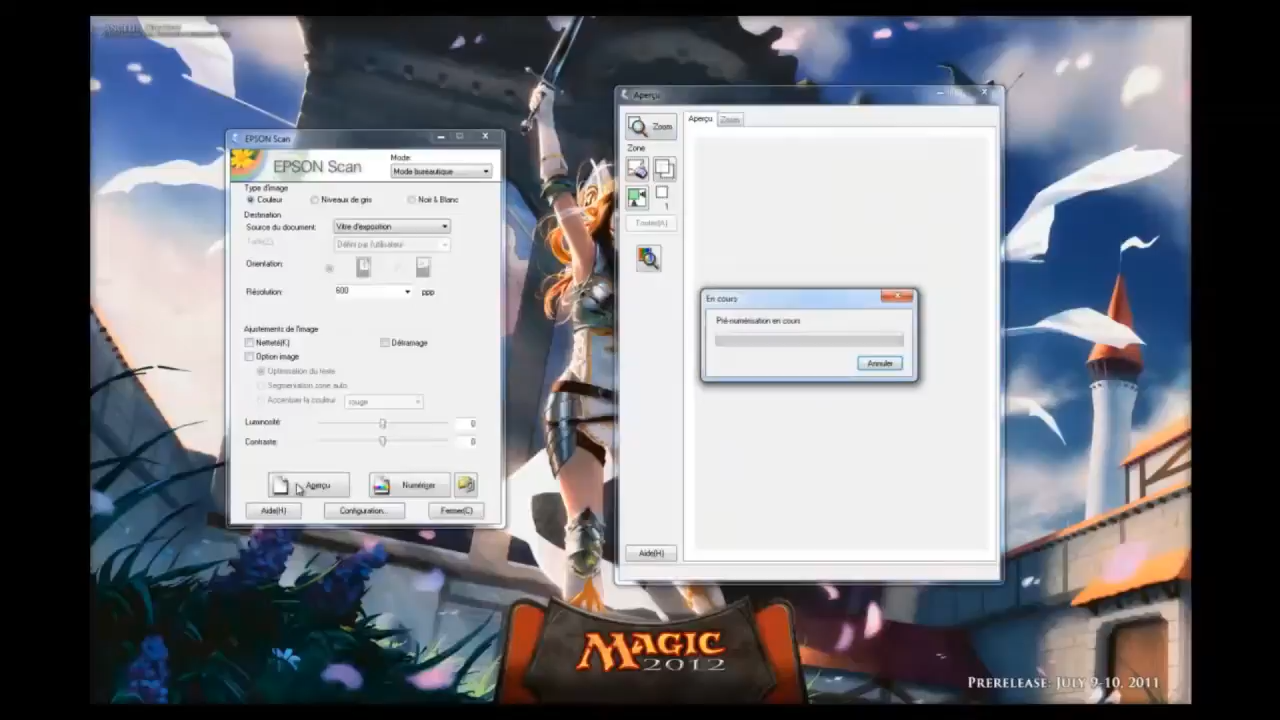 EPSON Scan
EPSON Scan
Mode:
Mode bureautique
Type d'image
Couleur
Niveaux de gris
Noir & Blanc
Destination
Source du document:
Vitre d'exposition
Défini par l'utilisateur
Orientation:
Résolution:
600
ppp
Ajustements de l'image
Netteté(K)
Détramage
Option image
Optimisation du texte
Segmentation zone auto
Accentuer la couleur
rouge
Luminosité:
0
Contraste:
0
Aperçu
Numériser
Aide(H)
Configuration...
Fermer(C)
Aperçu
Zoom
Aperçu
Zoom
Zone
1
Toutes(A)
Aide(H)
En cours
Pré-numérisation en cours
Annuler
MAGIC
2012
PRERELEASE: JULY 9-10, 2011